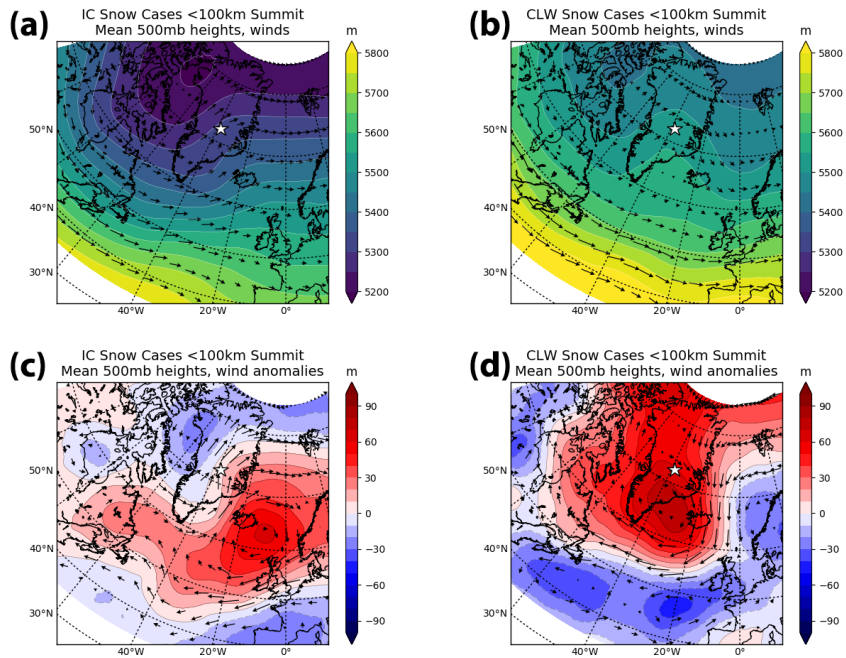 (a)
IC Snow Cases <100km Summit
Mean 500mb heights, winds
m
5800
5700
5600
5500
5400
5300
5200
50°N
40°N
30°N
40°W
20°W
0°
(b)
CLW Snow Cases <100km Summit
Mean 500mb heights, winds
m
5800
5700
5600
5500
5400
5300
5200
50°N
40°N
30°N
40°W
20°W
0°
(c)
IC Snow Cases <100km Summit
Mean 500mb heights, wind anomalies
m
90
60
30
0
−30
−60
−90
50°N
40°N
30°N
40°W
20°W
0°
(d)
CLW Snow Cases <100km Summit
Mean 500mb heights, wind anomalies
m
90
60
30
0
−30
−60
−90
50°N
40°N
30°N
40°W
20°W
0°